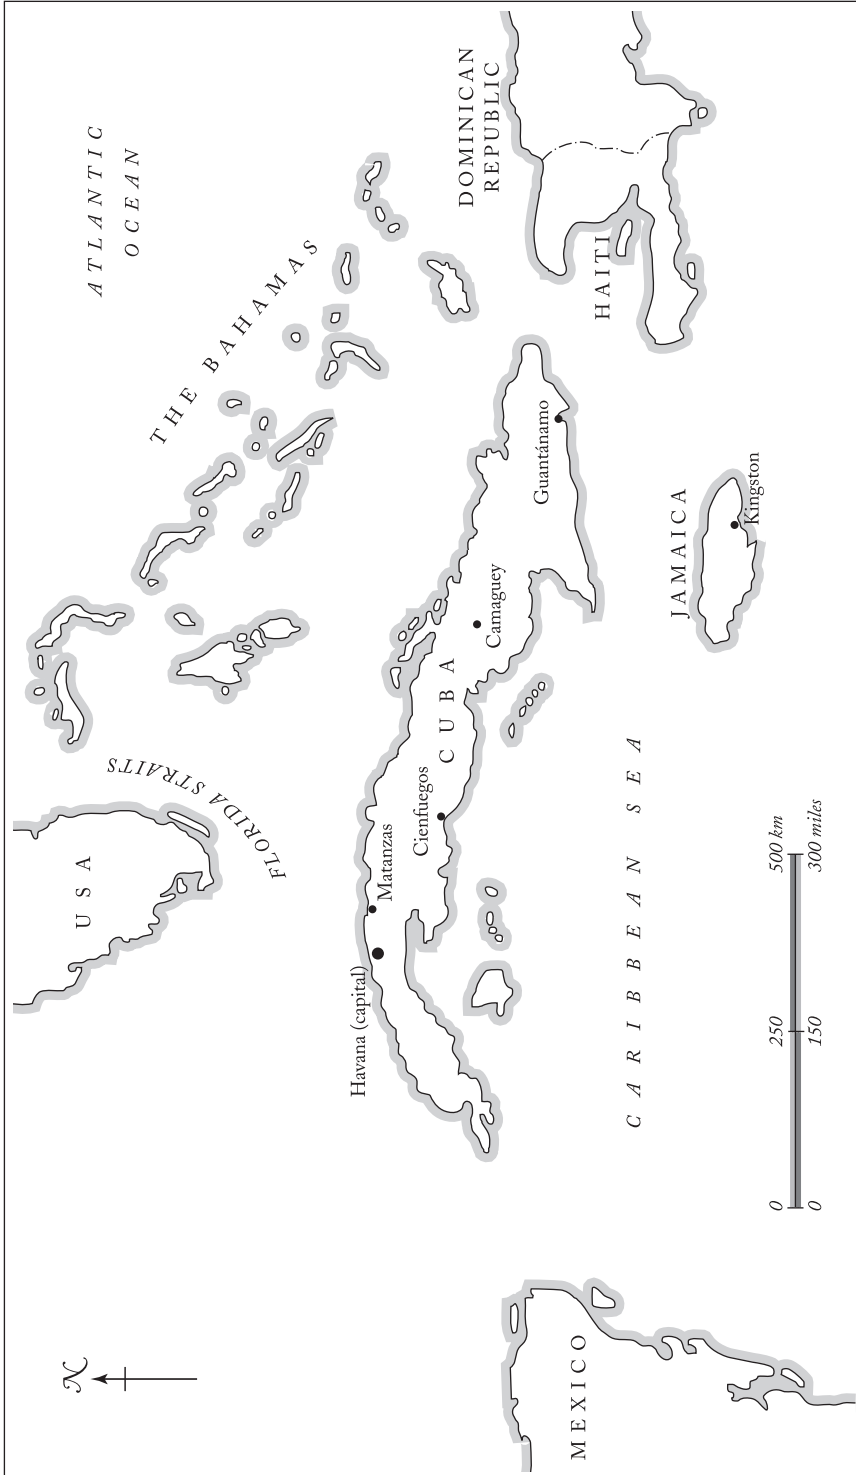 N
ATLANTIC
OCEAN
THE BAHAMAS
USA
FLORIDA STRAITS
DOMINICAN
REPUBLIC
HAITI
Havana (capital)
Matanzas
Cienfuegos
CUBA
Camaguey
Guantánamo
JAMAICA
Kingston
MEXICO
CARIBBEAN SEA
0 250 500 km
0 150 300 miles